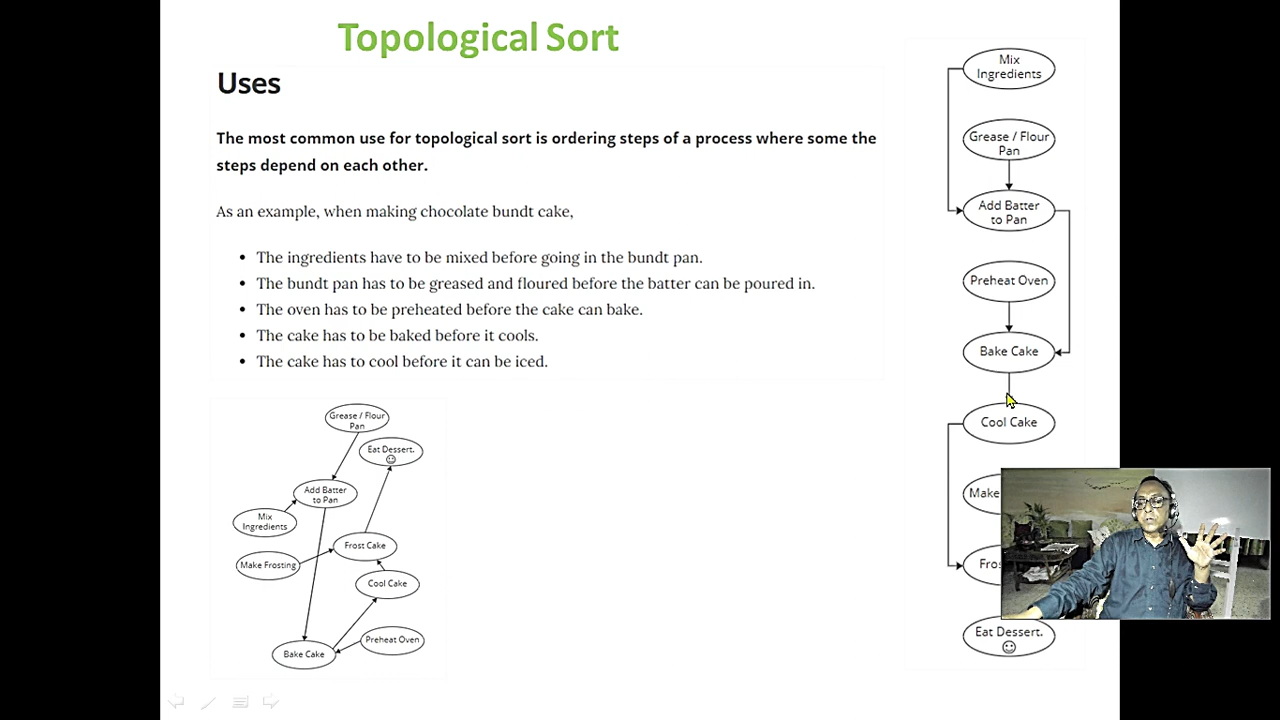 Topological Sort
Uses
The most common use for topological sort is ordering steps of a process where some the
steps depend on each other.
As an example, when making chocolate bundt cake,
• The ingredients have to be mixed before going in the bundt pan.
• The bundt pan has to be greased and floured before the batter can be poured in.
• The oven has to be preheated before the cake can bake.
• The cake has to be baked before it cools.
• The cake has to cool before it can be iced.
Grease / Flour
Pan
Eat Dessert.
Add Batter
to Pan
Mix
Ingredients
Frost Cake
Make Frosting
Cool Cake
Preheat Oven
Bake Cake
Mix
Ingredients
Grease / Flour
Pan
Add Batter
to Pan
Preheat Oven
Bake Cake
Cool Cake
Make
Eat Dessert.